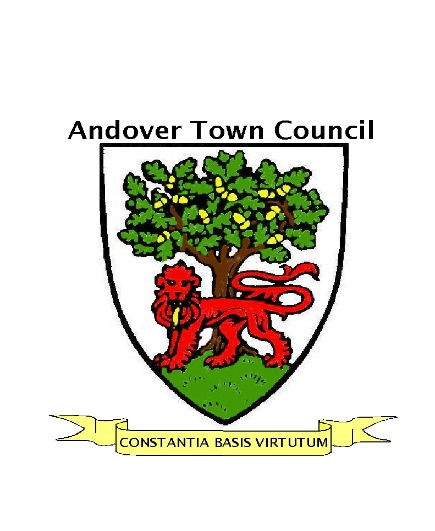 Andover Town Council
CONSTANTIA BASIS VIRTUTUM